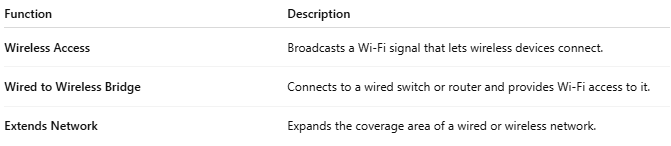 Function Description
Wireless Access Broadcasts a Wi-Fi signal that lets wireless devices connect.
Wired to Wireless Bridge Connects to a wired switch or router and provides Wi-Fi access to it.
Extends Network Expands the coverage area of a wired or wireless network.